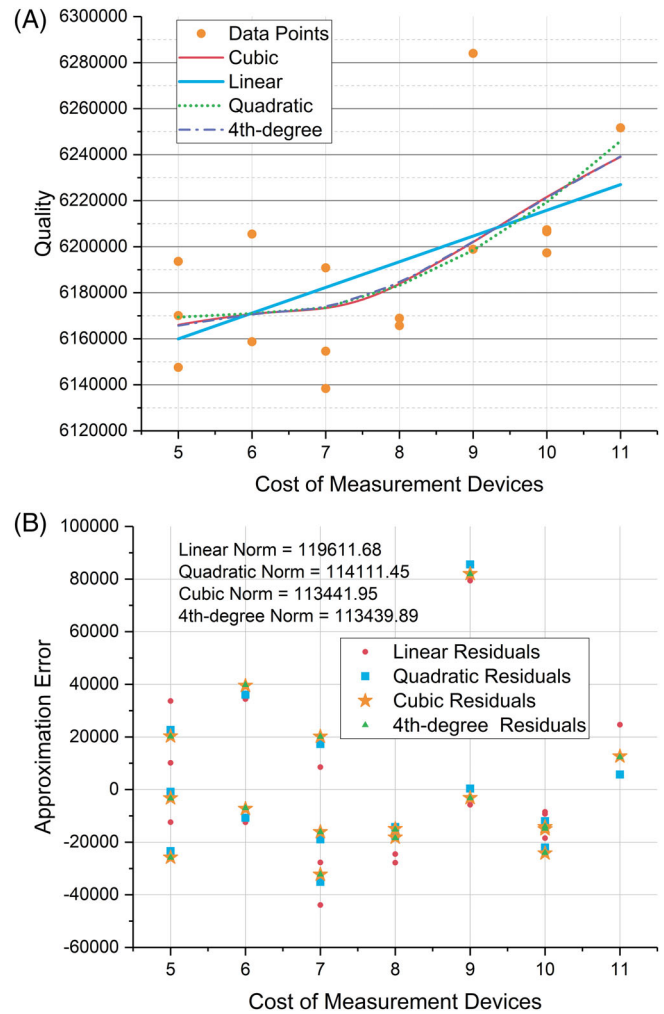 (A)
6300000
6280000
6260000
6240000
6220000
6200000
6180000
6160000
6140000
6120000
Quality
Data Points
Cubic
Linear
Quadratic
4th-degree
5 6 7 8 9 10 11
Cost of Measurement Devices
(B)
100000
80000
60000
40000
20000
0
-20000
-40000
-60000
Approximation Error
Linear Norm = 119611.68
Quadratic Norm = 114111.45
Cubic Norm = 113441.95
4th-degree Norm = 113439.89
Linear Residuals
Quadratic Residuals
Cubic Residuals
4th-degree Residuals
5 6 7 8 9 10 11
Cost of Measurement Devices